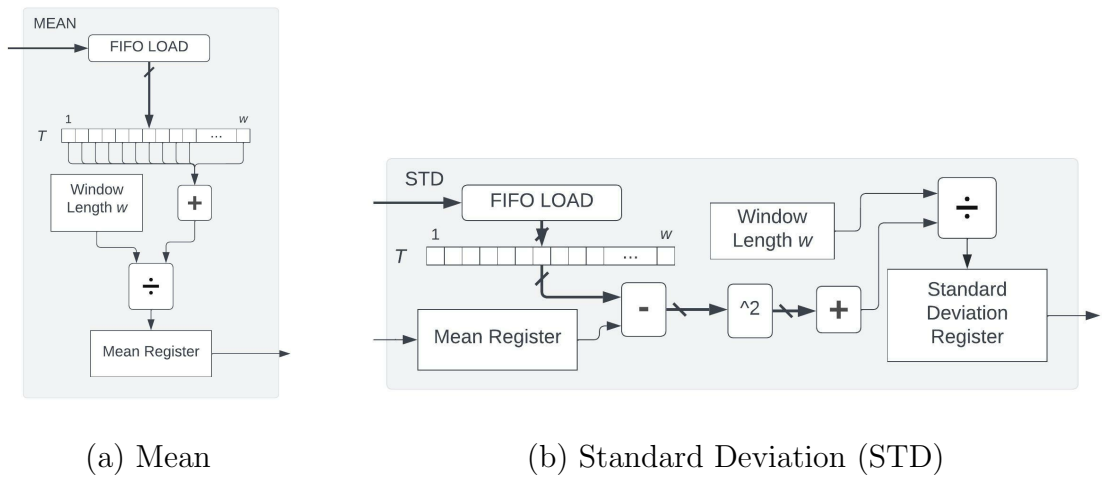 MEAN
FIFO LOAD
1
w
T
...
Window
Length w
+
÷
Mean Register
(a) Mean
STD
FIFO LOAD
1
w
T
...
Window
Length w
÷
Mean Register
-
^2
+
Standard
Deviation
Register
(b) Standard Deviation (STD)